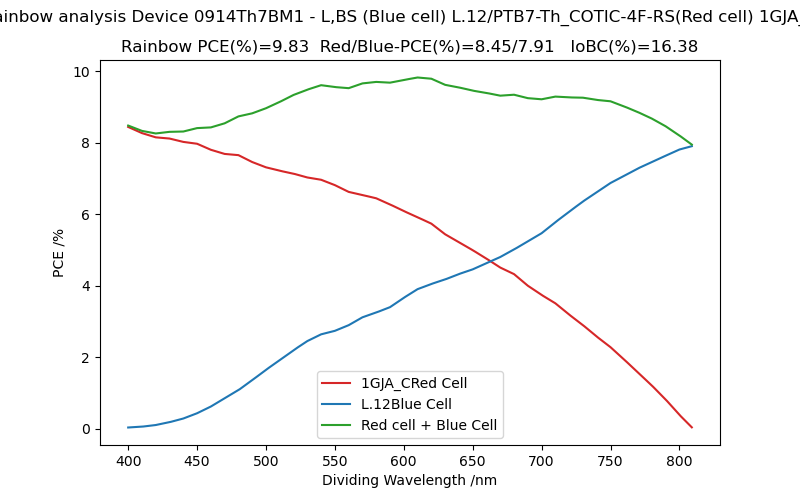 ainbow analysis Device 0914Th7BM1 - L,BS (Blue cell) L.12/PTB7-Th_COTIC-4F-RS(Red cell) 1GJA_
Rainbow PCE(%)=9.83 Red/Blue-PCE(%)=8.45/7.91 IoBC(%)=16.38
10
8
6
4
2
0
PCE /%
1GJA_CRed Cell
L.12Blue Cell
Red cell + Blue Cell
400 450 500 550 600 650 700 750 800
Dividing Wavelength /nm